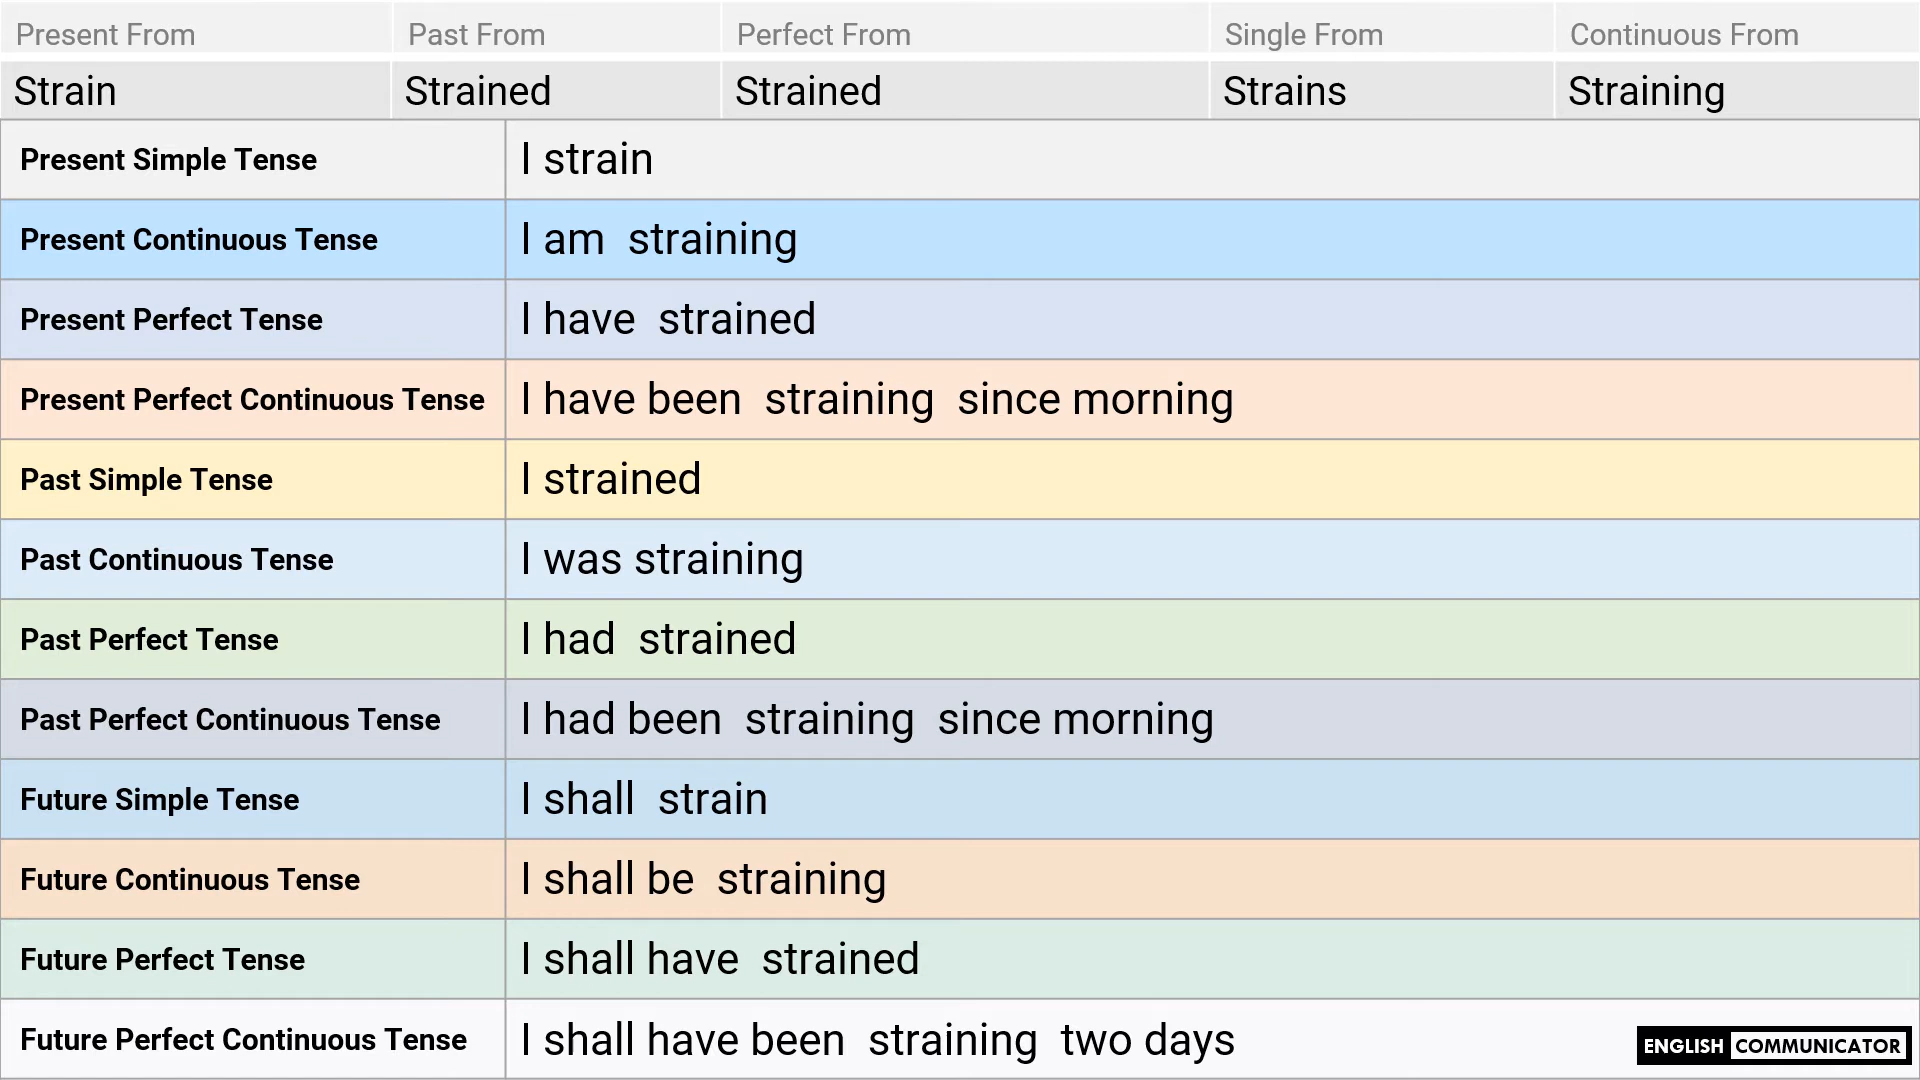 Present From Past From Perfect From Single From Continuous From
Strain Strained Strained Strains Straining
Present Simple Tense I strain
Present Continuous Tense I am straining
Present Perfect Tense I have strained
Present Perfect Continuous Tense I have been straining since morning
Past Simple Tense I strained
Past Continuous Tense I was straining
Past Perfect Tense I had strained
Past Perfect Continuous Tense I had been straining since morning
Future Simple Tense I shall strain
Future Continuous Tense I shall be straining
Future Perfect Tense I shall have strained
Future Perfect Continuous Tense I shall have been straining two days
ENGLISH COMMUNICATOR